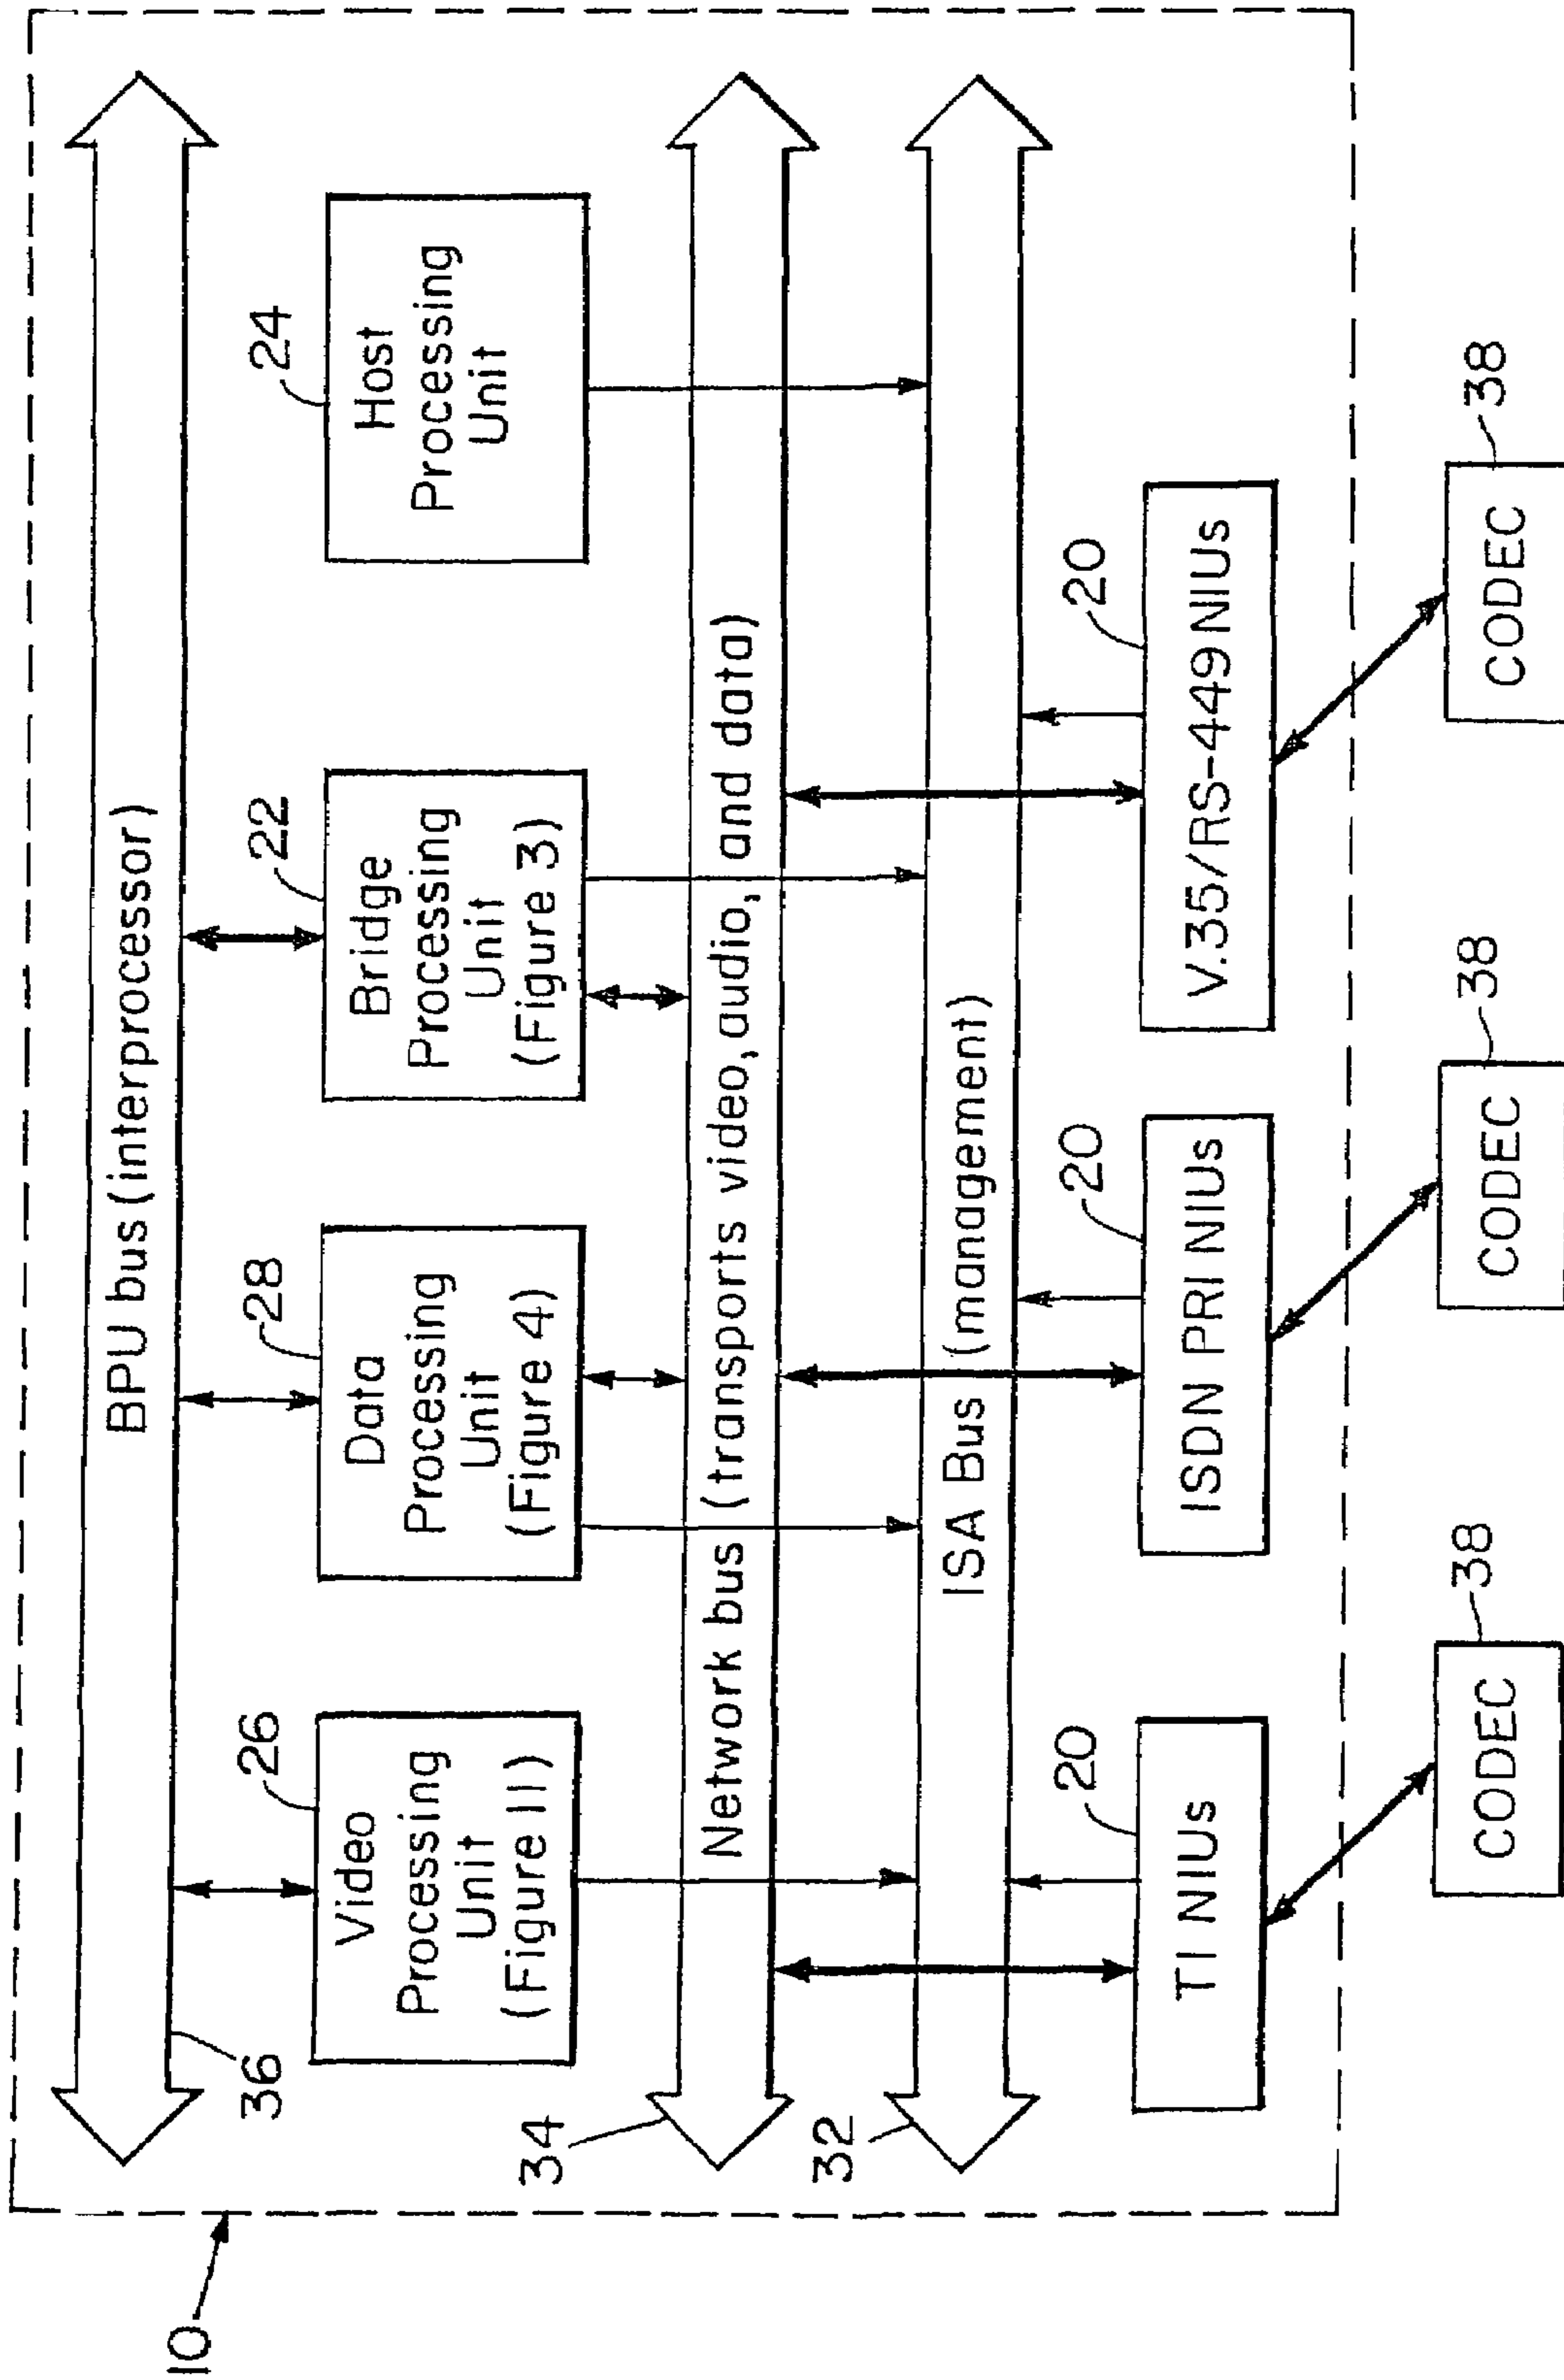 10
BPU bus (interprocessor)
36
26
28
22
24
Video
Processing
Unit
(Figure 11)
Data
Processing
Unit
(Figure 4)
Bridge
Processing
Unit
(Figure 3)
Host
Processing
Unit
34
Network bus (transports video, audio, and data)
32
ISA Bus (management)
20
20
20
T1 NIUs
ISDN PRI NIUs
V.35/RS-449 NIUs
38
38
38
CODEC
CODEC
CODEC